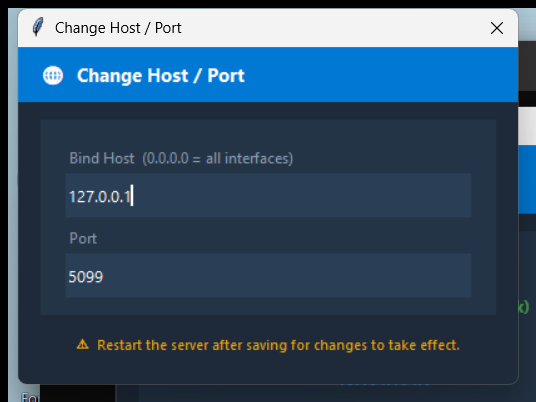 Change Host / Port
Change Host / Port
Bind Host (0.0.0.0 = all interfaces)
127.0.0.1
Port
5099
⚠ Restart the server after saving for changes to take effect.